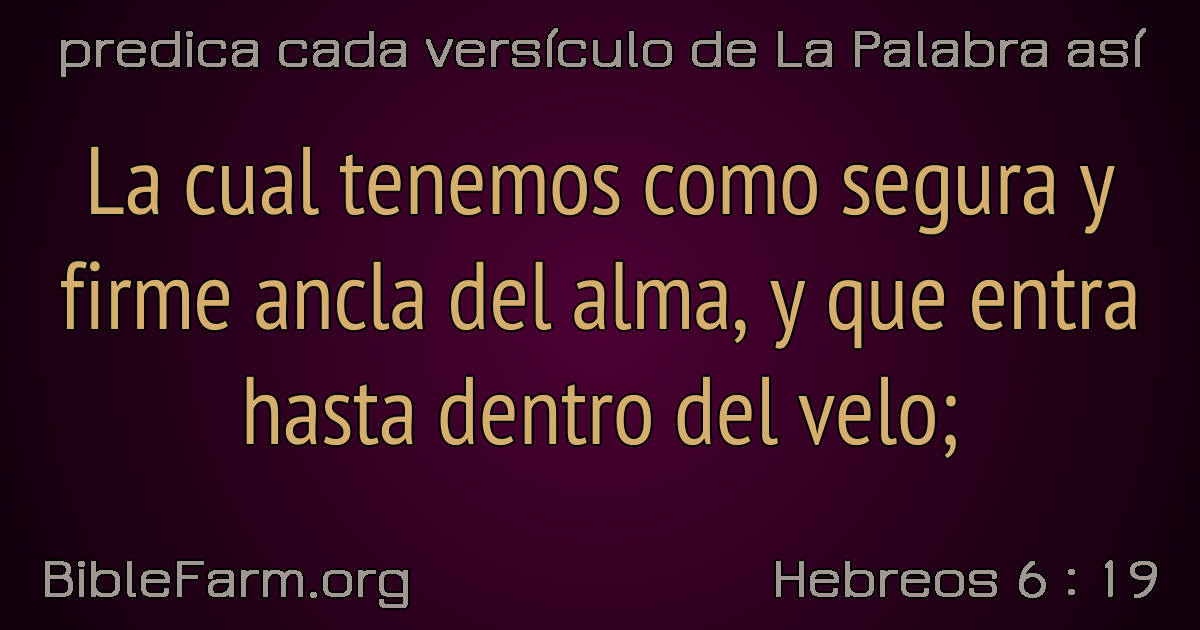 predica cada versículo de La Palabra así
La cual tenemos como segura y
firme ancla del alma, y que entra
hasta dentro del velo;
BibleFarm.org
Hebreos 6 : 19